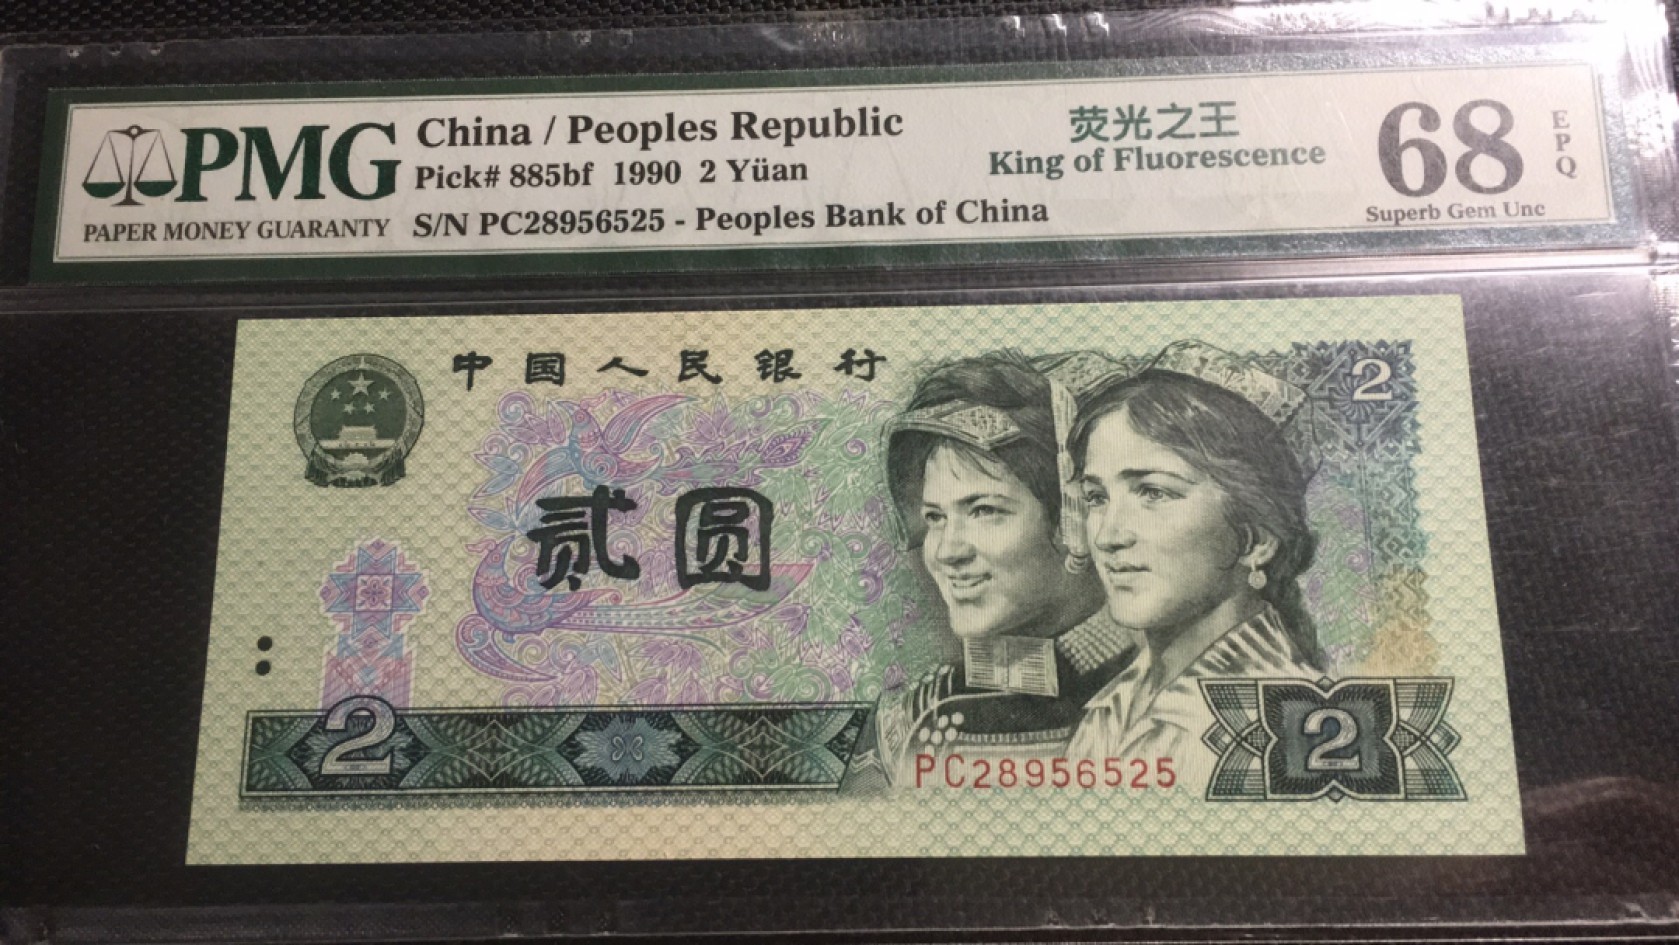 PMG
PAPER MONEY GUARANTY
China / Peoples Republic
Pick# 885bf 1990 2 Yüan
S/N PC28956525 - Peoples Bank of China
荧光之王
King of Fluorescence
68
EPQ
Superb Gem Unc
中国人民银行
2
贰圆
2
PC28956525
2